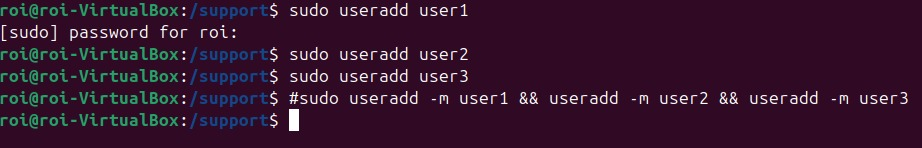 roi@roi-VirtualBox:/support$ sudo useradd user1
[sudo] password for roi:
roi@roi-VirtualBox:/support$ sudo useradd user2
roi@roi-VirtualBox:/support$ sudo useradd user3
roi@roi-VirtualBox:/support$ #sudo useradd -m user1 && useradd -m user2 && useradd -m user3
roi@roi-VirtualBox:/support$